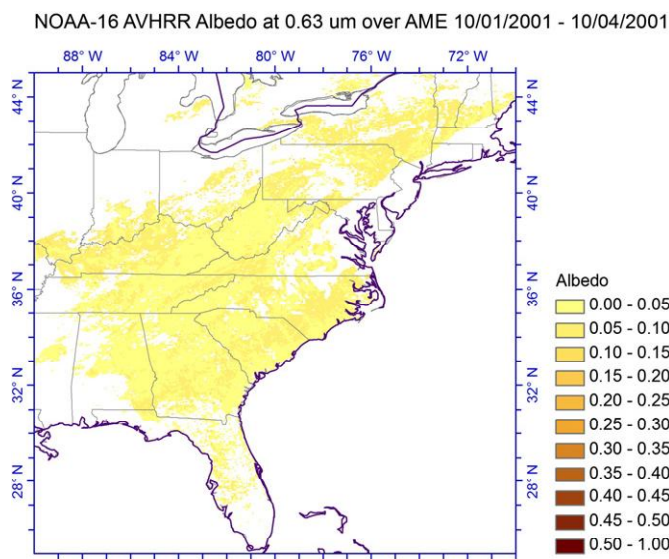 NOAA-16 AVHRR Albedo at 0.63 um over AME 10/01/2001 - 10/04/2001
88° W 84° W 80° W 76° W 72° W
44° N 44° N
40° N 40° N
36° N 36° N
32° N 32° N
28° N 28° N
Albedo
0.00 - 0.05
0.05 - 0.10
0.10 - 0.15
0.15 - 0.20
0.20 - 0.25
0.25 - 0.30
0.30 - 0.35
0.35 - 0.40
0.40 - 0.45
0.45 - 0.50
0.50 - 1.00